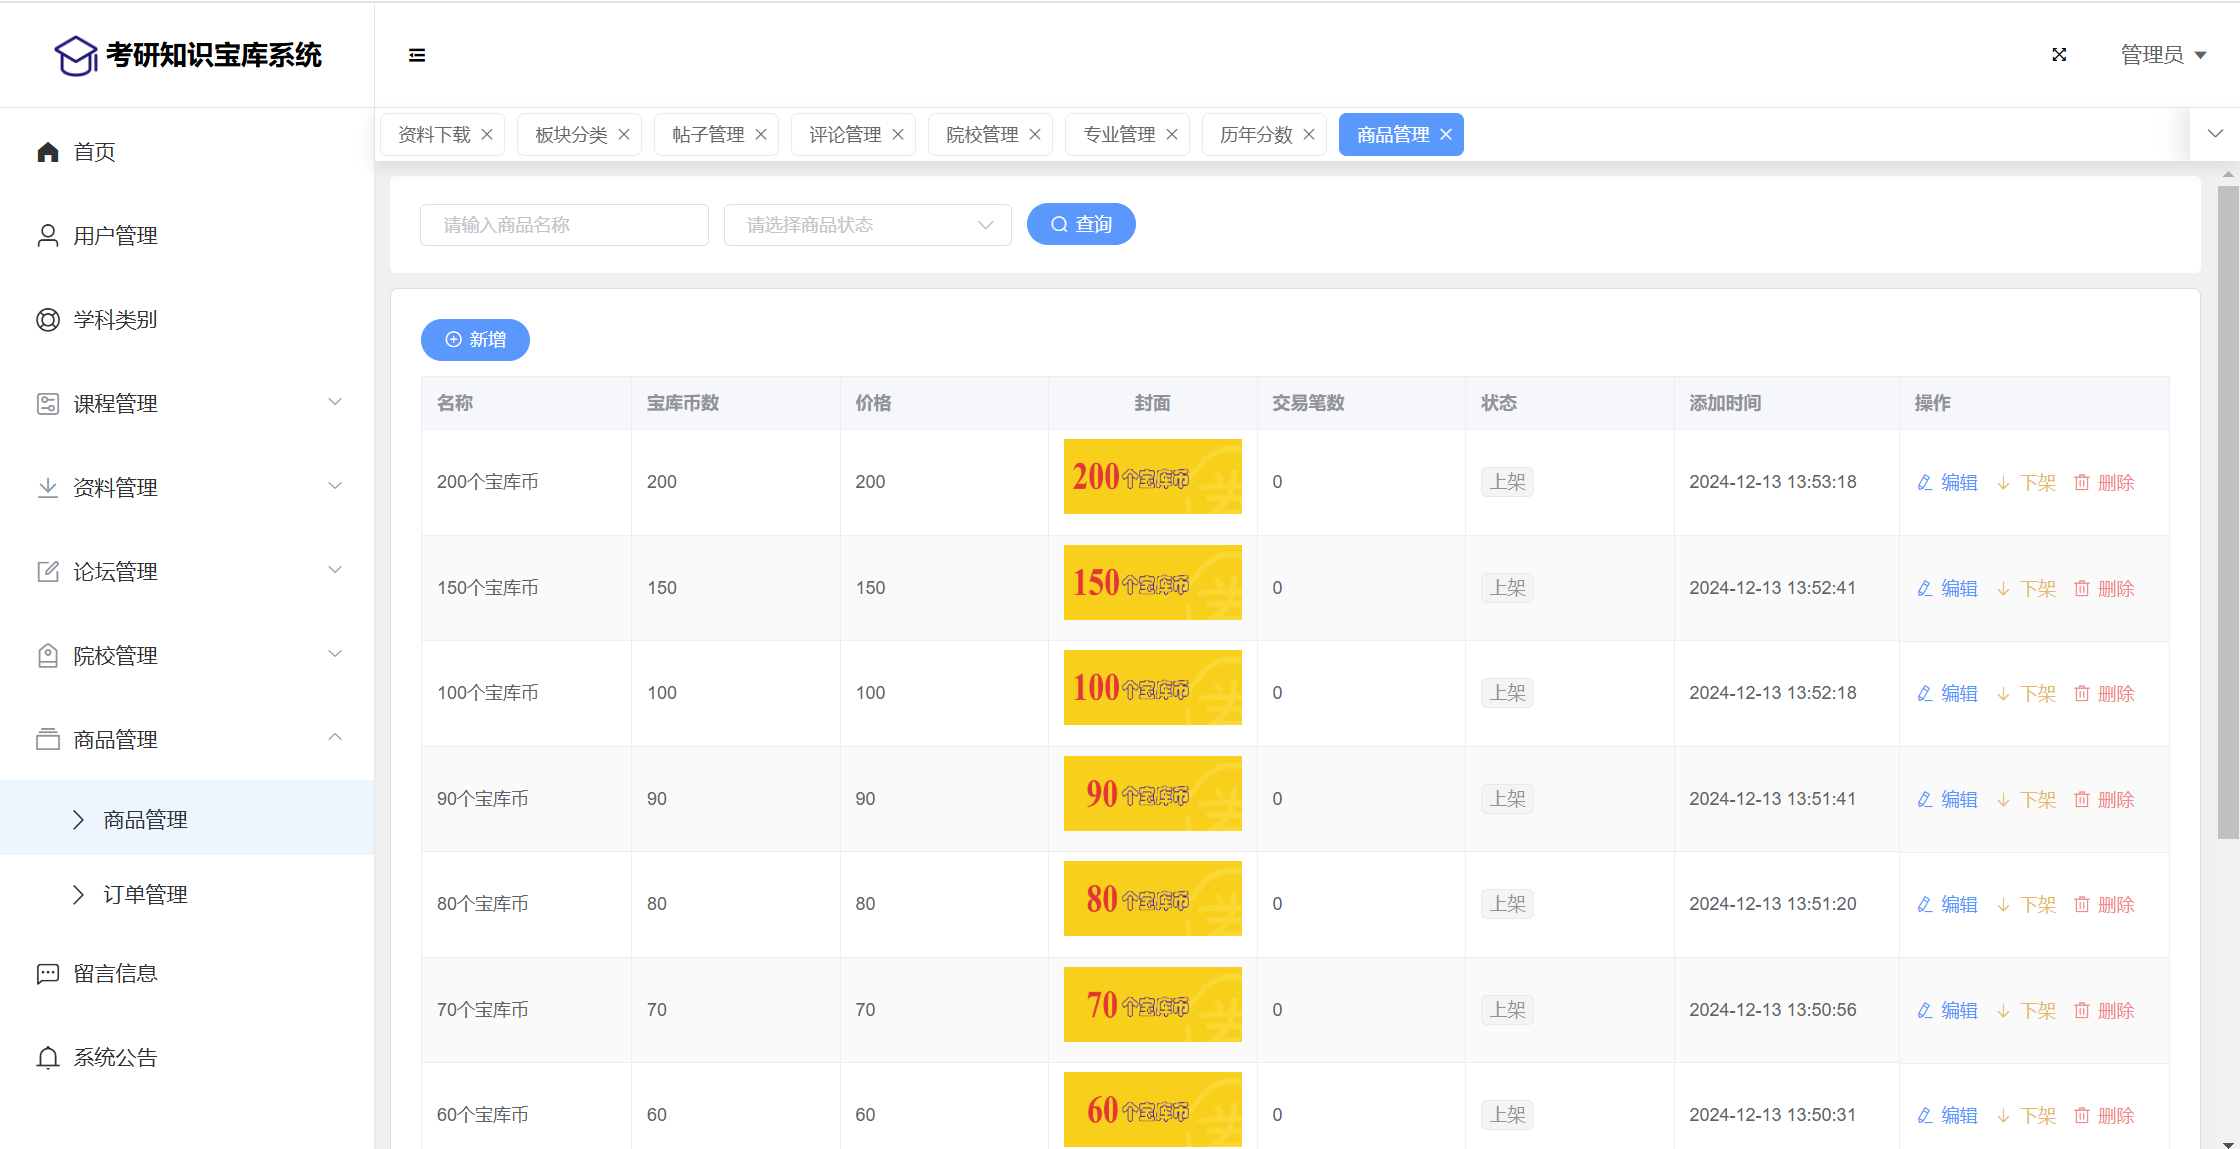 考研知识宝库系统
管理员
首页
用户管理
学科类别
课程管理
资料管理
论坛管理
院校管理
商品管理
商品管理
订单管理
留言信息
系统公告
资料下载 板块分类 帖子管理 评论管理 院校管理 专业管理 历年分数 商品管理
请输入商品名称 请选择商品状态 查询
新增
名称 宝库币数 价格 封面 交易笔数 状态 添加时间 操作
200个宝库币 200 200 200个宝库币 0 上架 2024-12-13 13:53:18 编辑 下架 删除
150个宝库币 150 150 150个宝库币 0 上架 2024-12-13 13:52:41 编辑 下架 删除
100个宝库币 100 100 100个宝库币 0 上架 2024-12-13 13:52:18 编辑 下架 删除
90个宝库币 90 90 90个宝库币 0 上架 2024-12-13 13:51:41 编辑 下架 删除
80个宝库币 80 80 80个宝库币 0 上架 2024-12-13 13:51:20 编辑 下架 删除
70个宝库币 70 70 70个宝库币 0 上架 2024-12-13 13:50:56 编辑 下架 删除
60个宝库币 60 60 60个宝库币 0 上架 2024-12-13 13:50:31 编辑 下架 删除